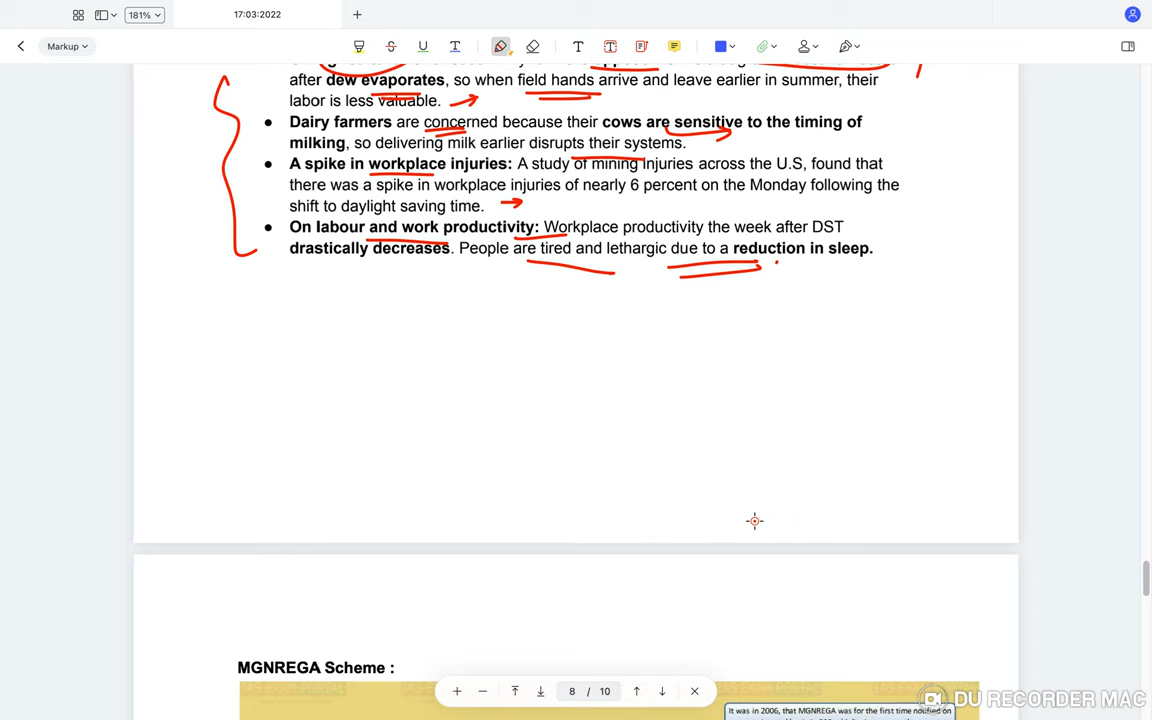 181%
17:03:2022
Markup
after dew evaporates, so when field hands arrive and leave earlier in summer, their
labor is less valuable.
● Dairy farmers are concerned because their cows are sensitive to the timing of
milking, so delivering milk earlier disrupts their systems.
● A spike in workplace injuries: A study of mining Injuries across the U.S, found that
there was a spike in workplace injuries of nearly 6 percent on the Monday following the
shift to daylight saving time.
● On labour and work productivity: Workplace productivity the week after DST
drastically decreases. People are tired and lethargic due to a reduction in sleep.
MGNREGA Scheme :
8 / 10
It was in 2006, that MGNREGA was for the first time notified on
DU RECORDER MAC